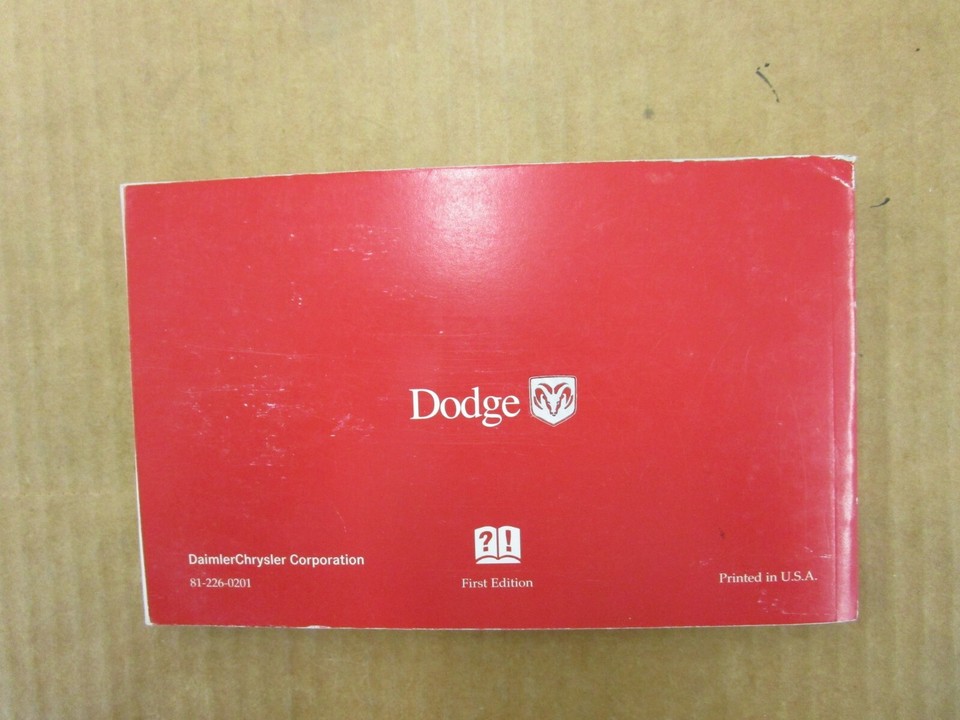 Dodge
? !
DaimlerChrysler Corporation
81-226-0201
First Edition
Printed in U.S.A.